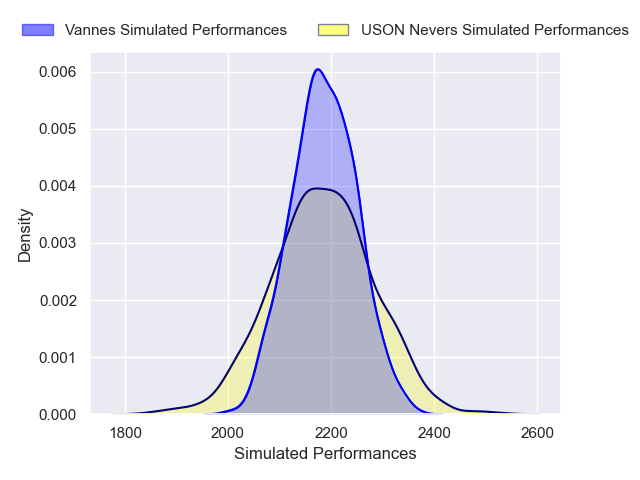 Vannes Simulated Performances USON Nevers Simulated Performances
0.006
0.005
0.004
0.003
0.002
0.001
0.000
Density
1800 2000 2200 2400 2600
Simulated Performances